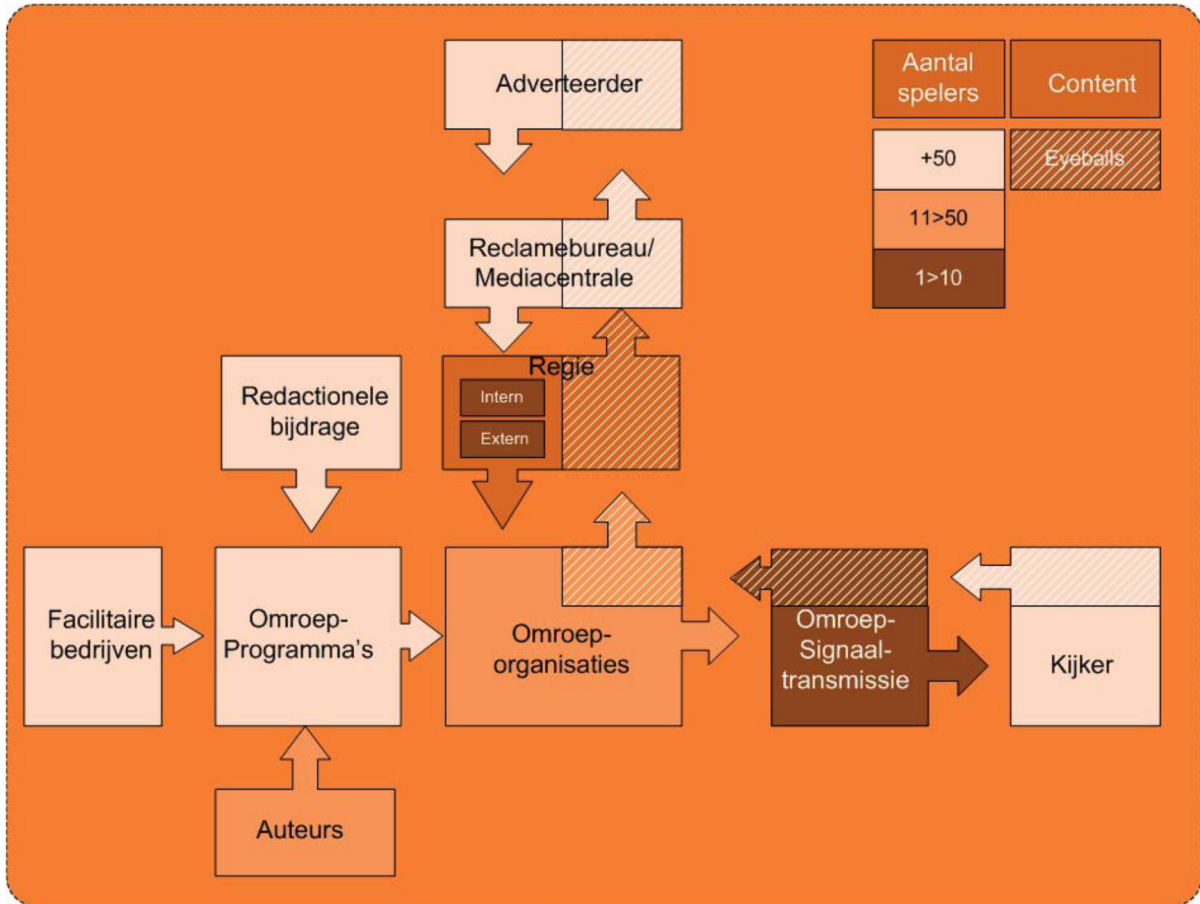 Adverteerder
Aantal
spelers
Content
+50
Eyeballs
11>50
1>10
Reclamebureau/
Mediacentrale
Regie
Intern
Extern
Redactionele
bijdrage
Facilitaire
bedrijven
Omroep-
Programma's
Omroep-
organisaties
Omroep-
Signaal-
transmissie
Kijker
Auteurs